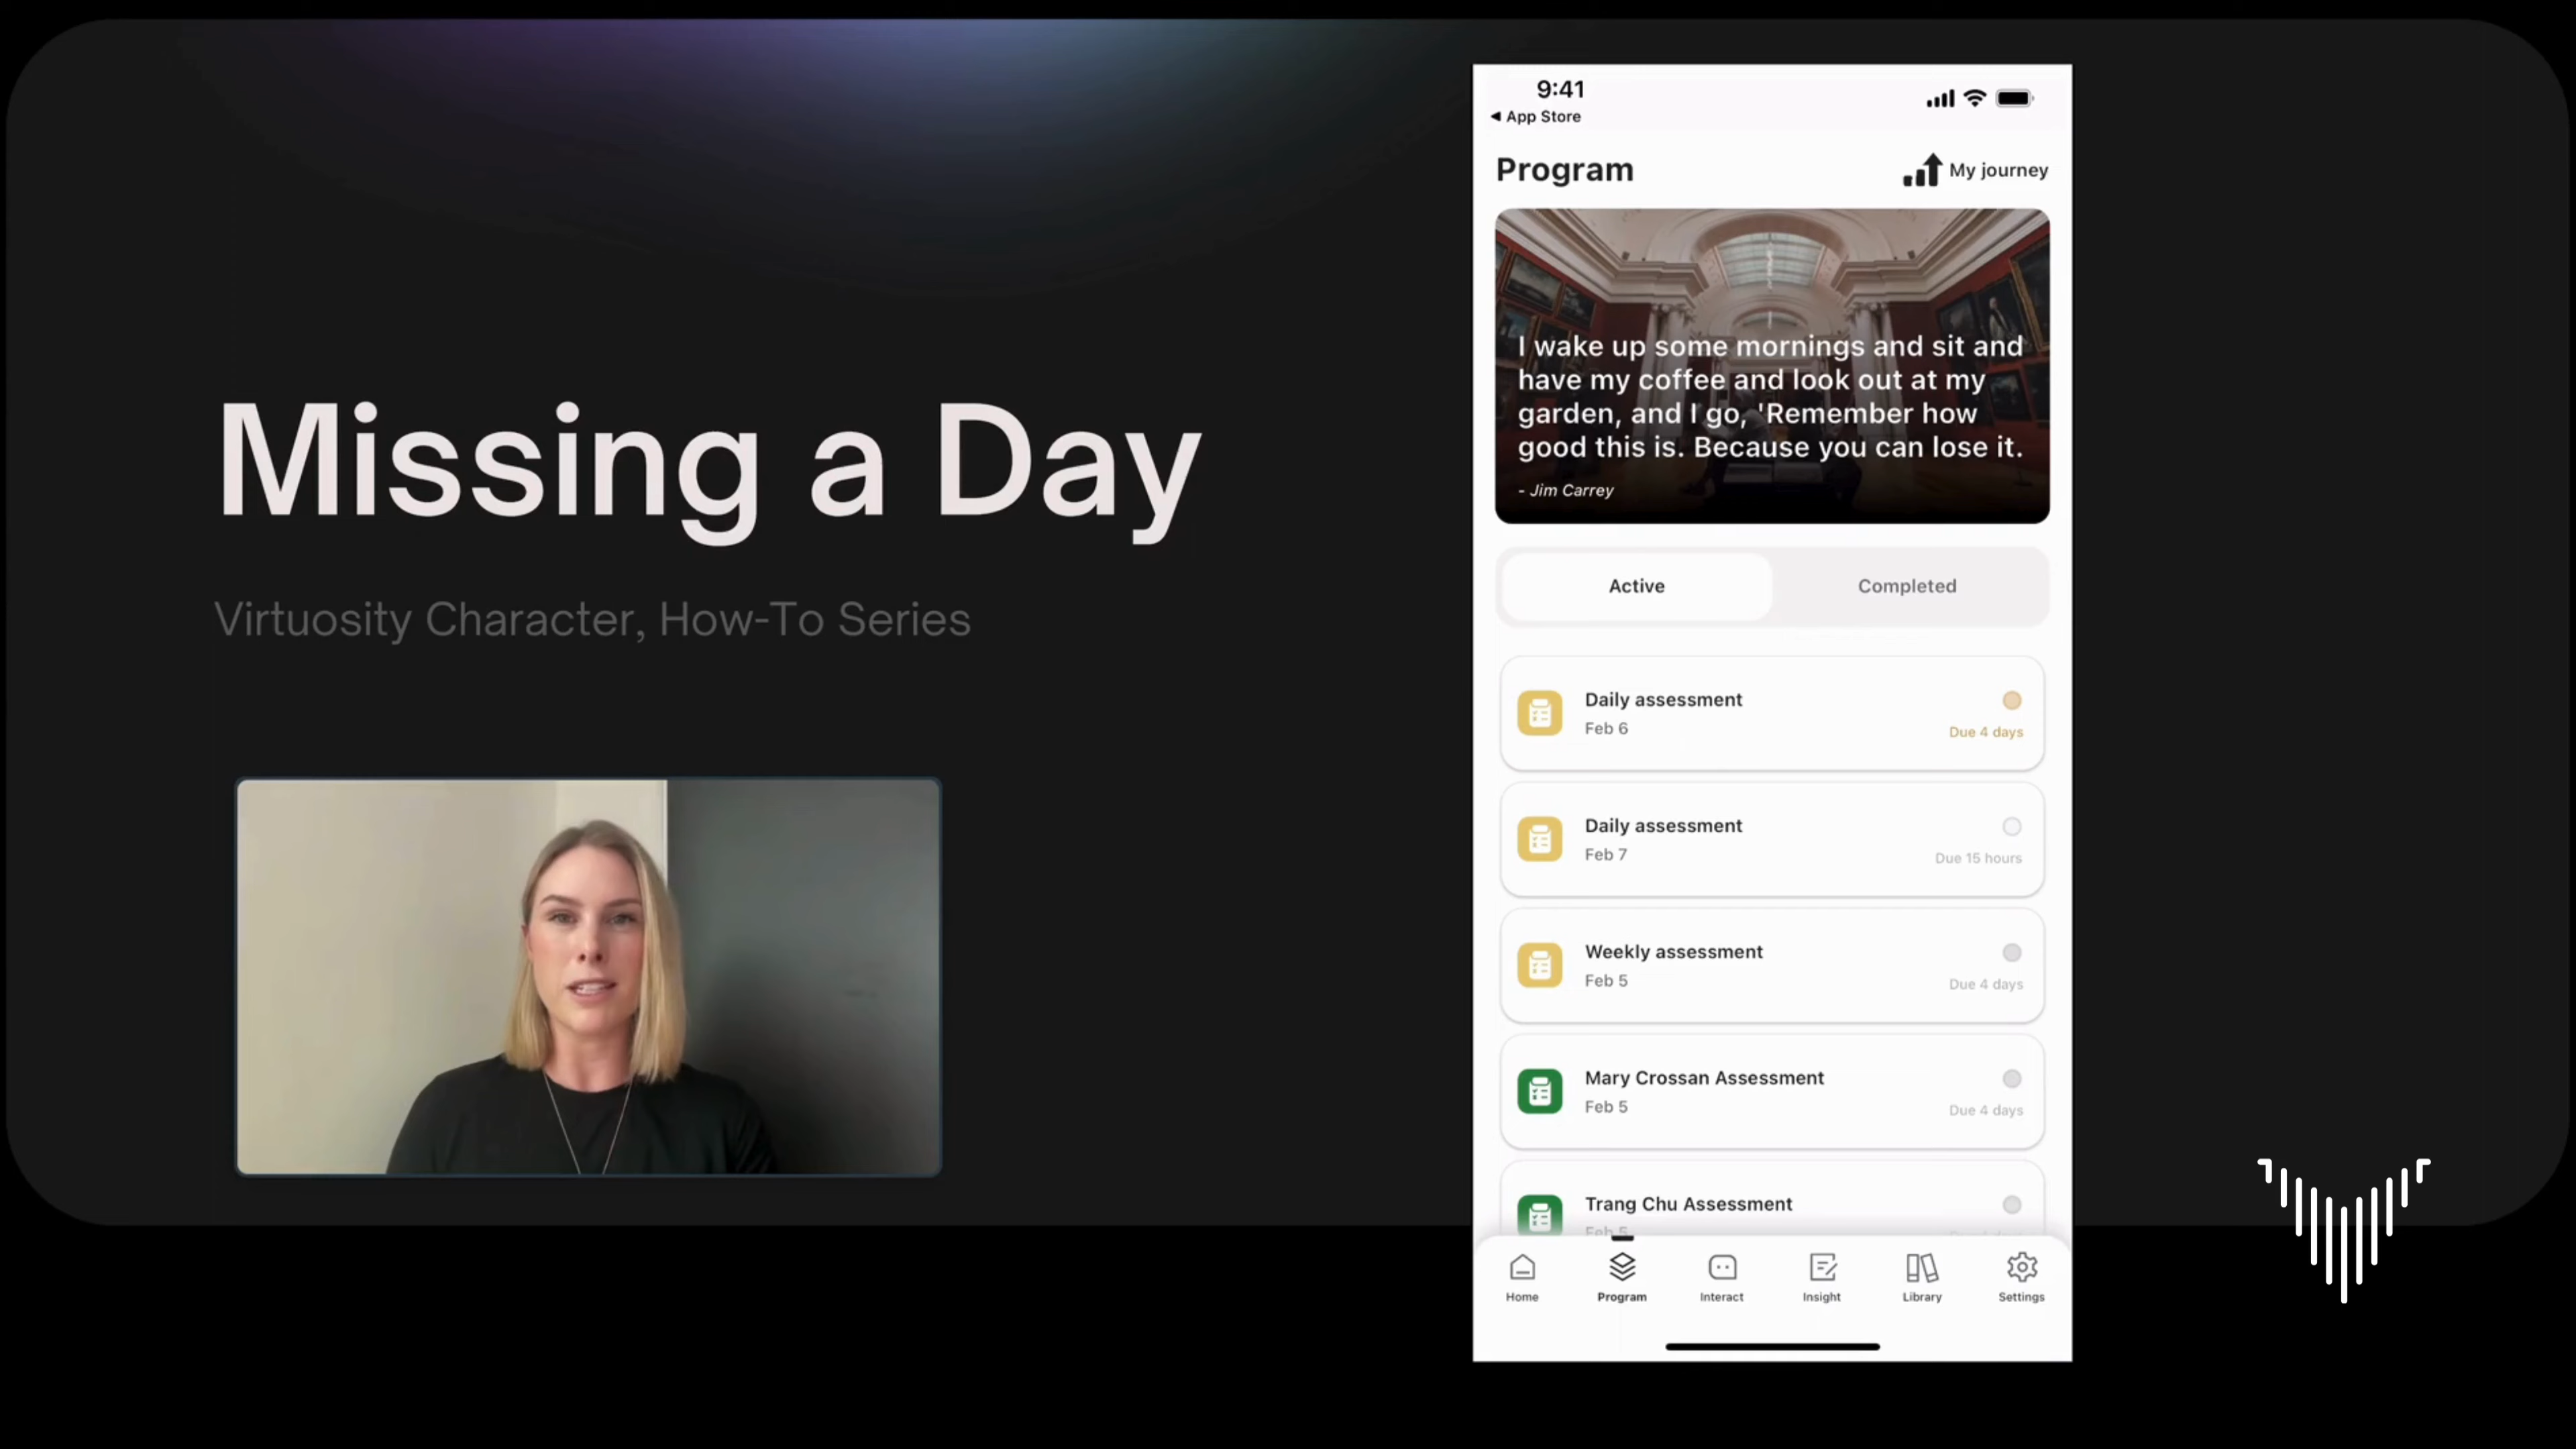 Missing a Day
Virtuosity Character, How-To Series
9:41
◀ App Store
Program
My journey
I wake up some mornings and sit and
have my coffee and look out at my
garden, and I go, 'Remember how
good this is. Because you can lose it.
- Jim Carrey
Active
Completed
Daily assessment
Feb 6
Due 4 days
Daily assessment
Feb 7
Due 15 hours
Weekly assessment
Feb 5
Due 4 days
Mary Crossan Assessment
Feb 5
Due 4 days
Trang Chu Assessment
Feb 5
Home
Program
Interact
Insight
Library
Settings